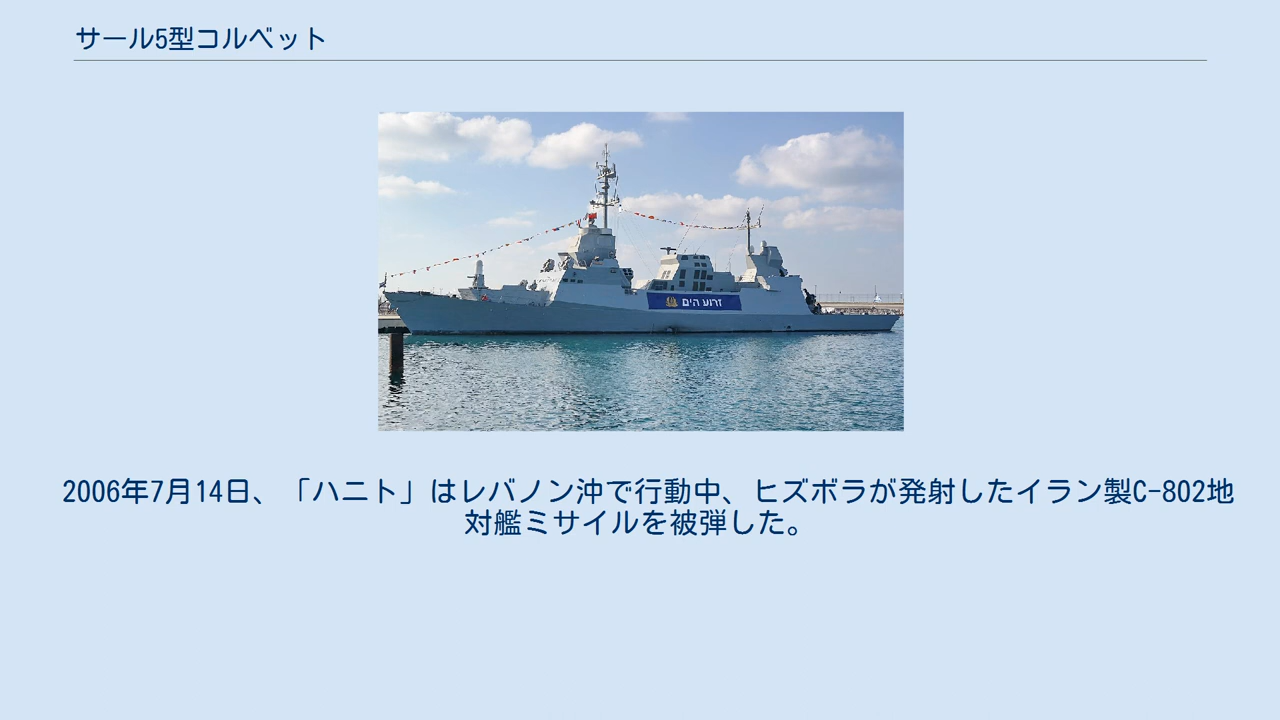 サール5型コルベット
זרוע הים
2006年7月14日、「ハニト」はレバノン沖で行動中、ヒズボラが発射したイラン製C-802地
対艦ミサイルを被弾した。